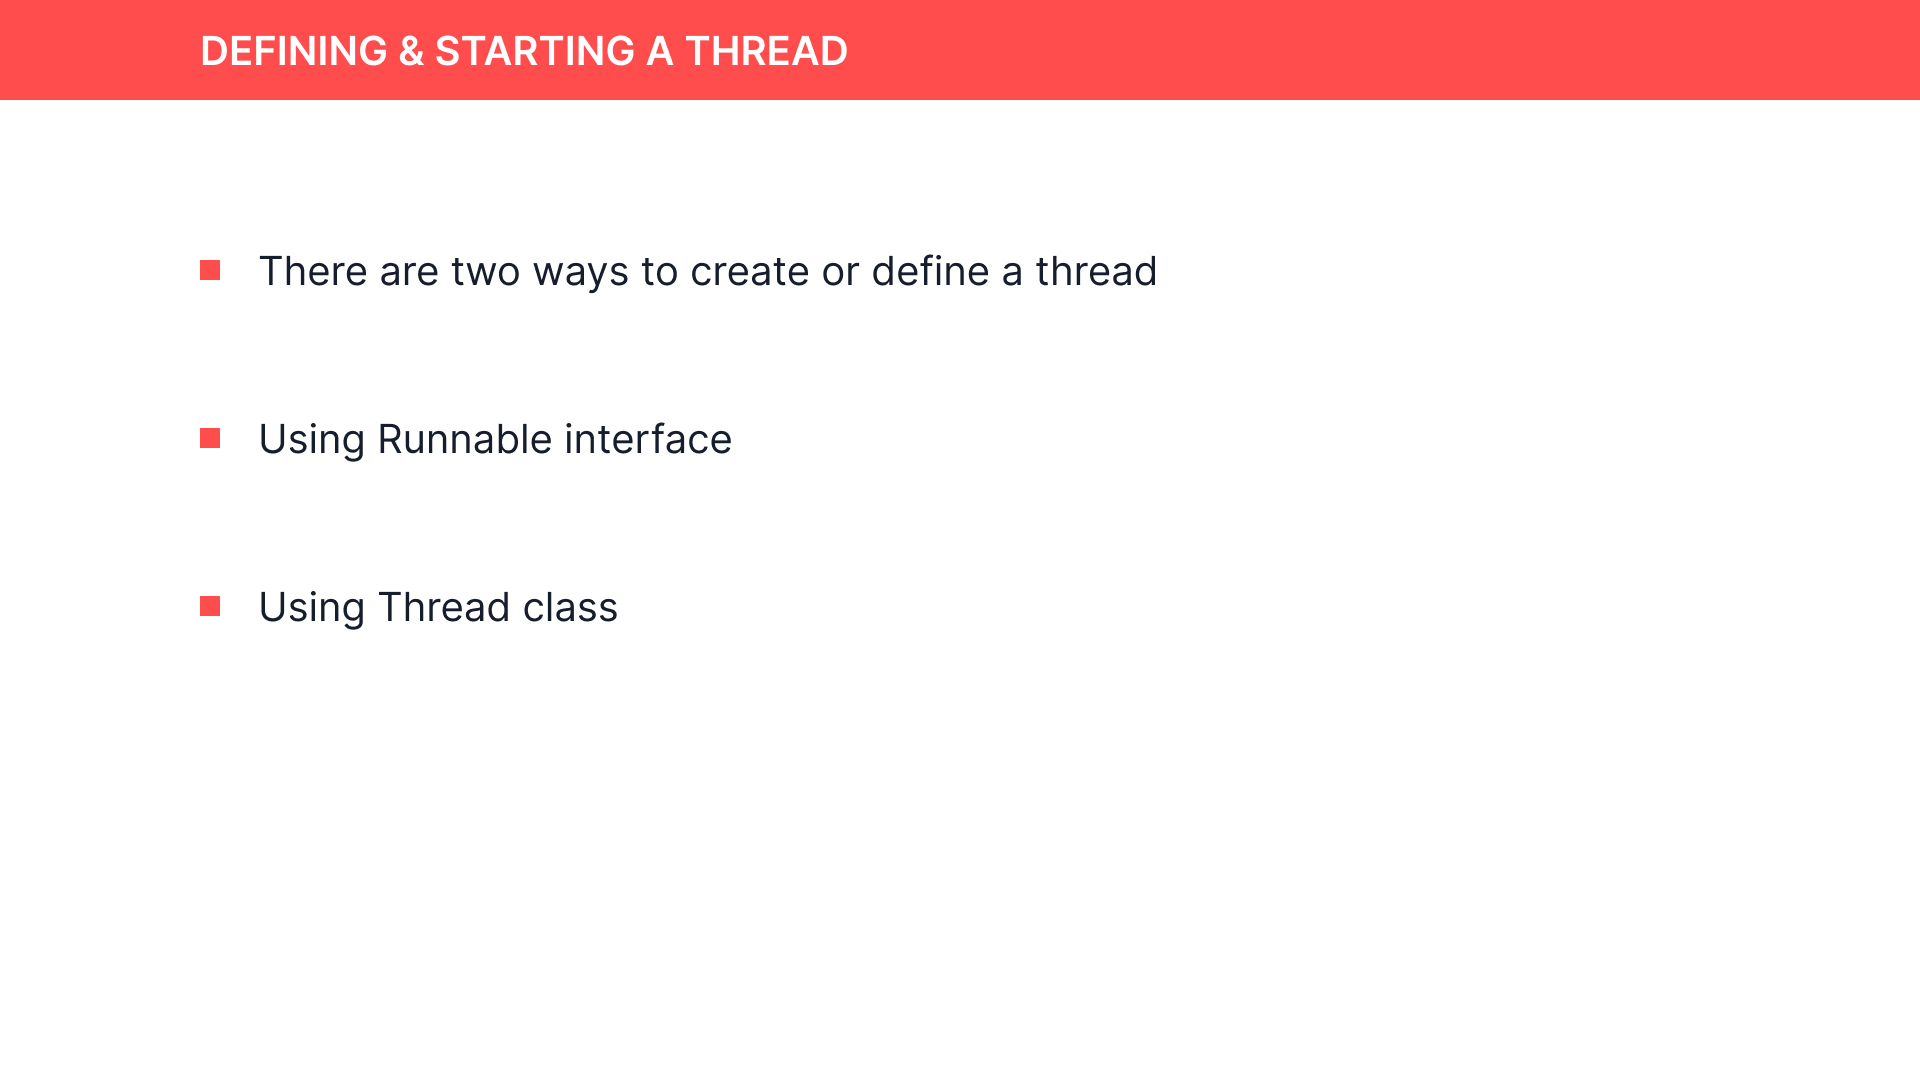 DEFINING & STARTING A THREAD
There are two ways to create or define a thread
Using Runnable interface
Using Thread class